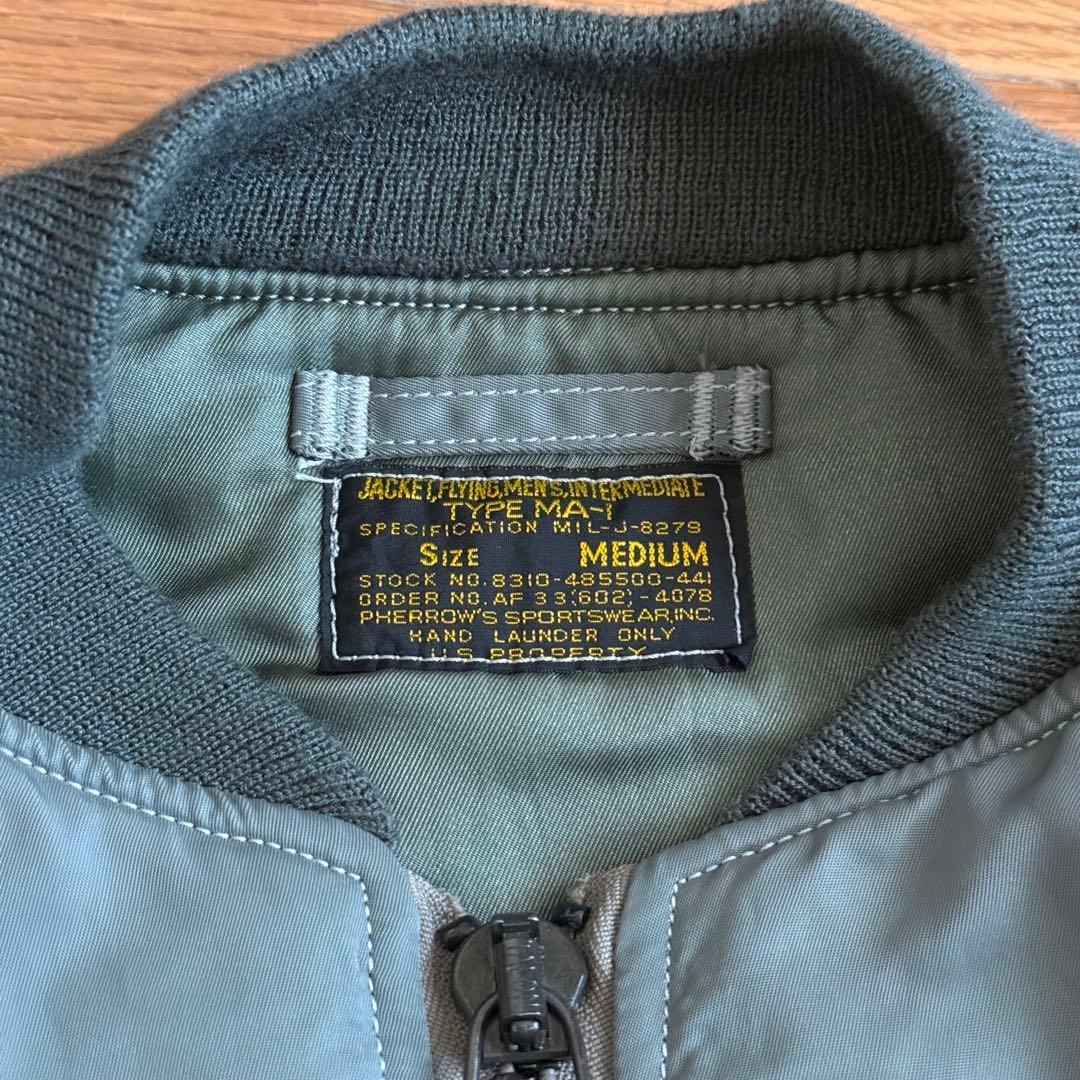 JACKET,FLYING,MEN'S,INTERMEDIATE
TYPE MA-1
SPECIFICATION MIL-J-8279
SIZE MEDIUM
STOCK NO.8310-485500-441
ORDER NO.AF 33(602)-4078
PHERROW'S SPORTSWEAR,INC.
HAND LAUNDER ONLY
U.S PROPERTY